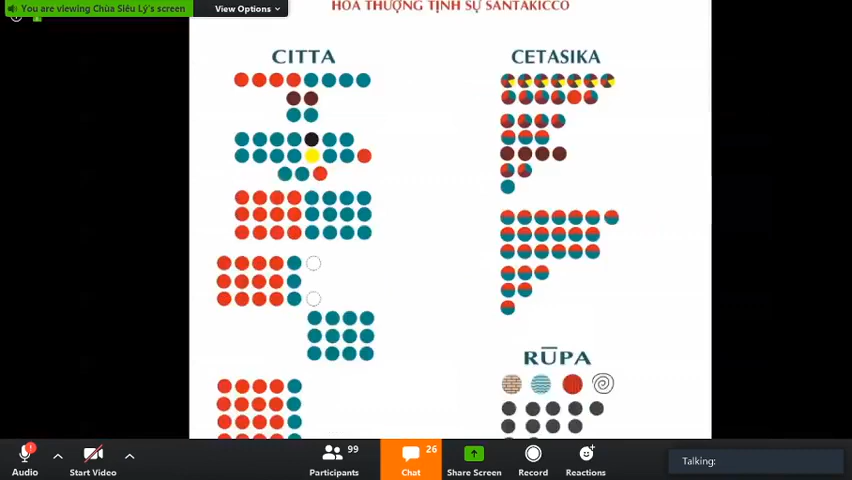 You are viewing Chùa Siêu Lý's screen
View Options
HÒA THƯỢNG TỊNH SỰ SANTAKICCO
CITTA
CETASIKA
RŪPA
Audio
Start Video
99
Participants
26
Chat
Share Screen
Record
Reactions
Talking: